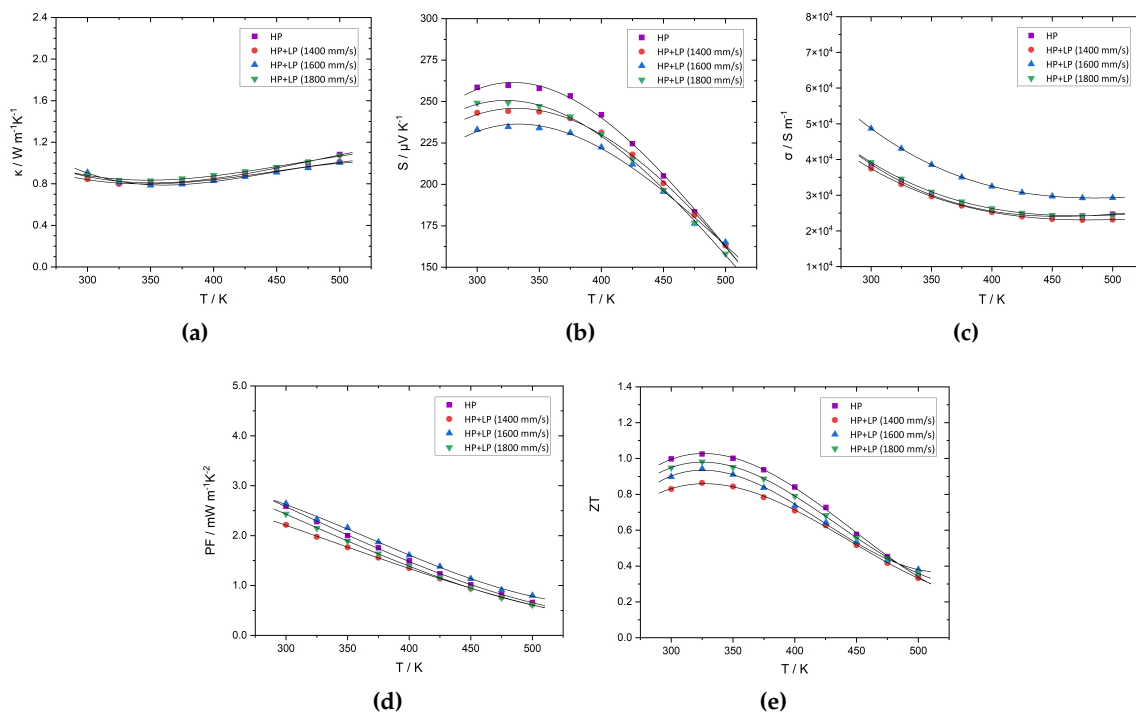 2.4
2.0
1.6
1.2
0.8
0.4
0.0
κ / W m⁻¹K⁻¹
300 350 400 450 500
T / K
HP
HP+LP (1400 mm/s)
HP+LP (1600 mm/s)
HP+LP (1800 mm/s)
(a)
300
250
200
150
S / μV K⁻¹
300 350 400 450 500
T / K
HP
HP+LP (1400 mm/s)
HP+LP (1600 mm/s)
HP+LP (1800 mm/s)
(b)
8×10⁴
7×10⁴
6×10⁴
5×10⁴
4×10⁴
3×10⁴
2×10⁴
1×10⁴
σ / S m⁻¹
300 350 400 450 500
T / K
HP
HP+LP (1400 mm/s)
HP+LP (1600 mm/s)
HP+LP (1800 mm/s)
(c)
5.0
4.0
3.0
2.0
1.0
0.0
PF / mW m⁻¹K⁻²
300 350 400 450 500
T / K
HP
HP+LP (1400 mm/s)
HP+LP (1600 mm/s)
HP+LP (1800 mm/s)
(d)
1.4
1.2
1.0
0.8
0.6
0.4
0.2
0.0
ZT
300 350 400 450 500
T / K
HP
HP+LP (1400 mm/s)
HP+LP (1600 mm/s)
HP+LP (1800 mm/s)
(e)